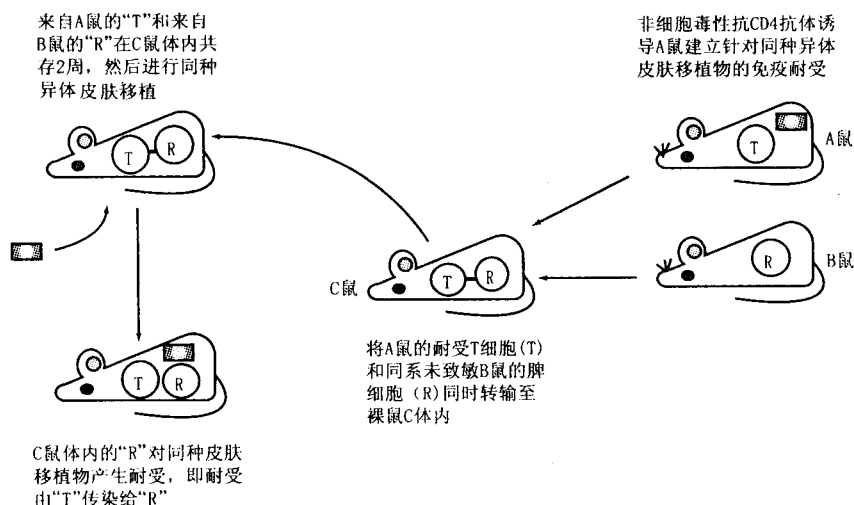 来自A鼠的“T”和来自
B鼠的“R”在C鼠体内共
存2周，然后进行同种
异体皮肤移植
非细胞毒性抗CD4抗体诱
导A鼠建立针对同种异体
皮肤移植物的免疫耐受
T
R
T
A鼠
R
B鼠
C鼠
T
R
将A鼠的耐受T细胞(T)
和同系未致敏B鼠的脾
细胞（R)同时转输至
裸鼠C体内
T
R
C鼠体内的“R”对同种皮肤
移植物产生耐受，即耐受
由“T”传染给“R”